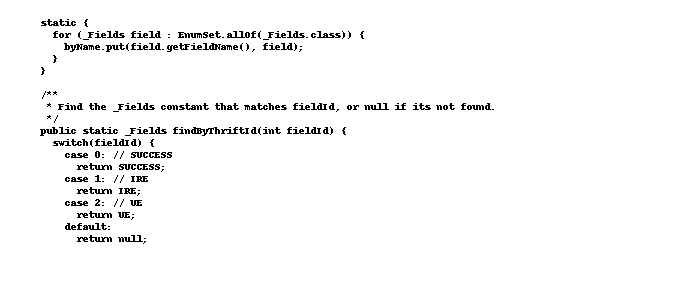 static {
for (_Fields field : EnumSet.allOf(_Fields.class)) {
byName.put(field.getFieldName(), field);
}
}
/**
* Find the _Fields constant that matches fieldId, or null if its not found.
*/
public static _Fields findByThriftId(int fieldId) {
switch(fieldId) {
case 0: // SUCCESS
return SUCCESS;
case 1: // IRE
return IRE;
case 2: // UE
return UE;
default:
return null;